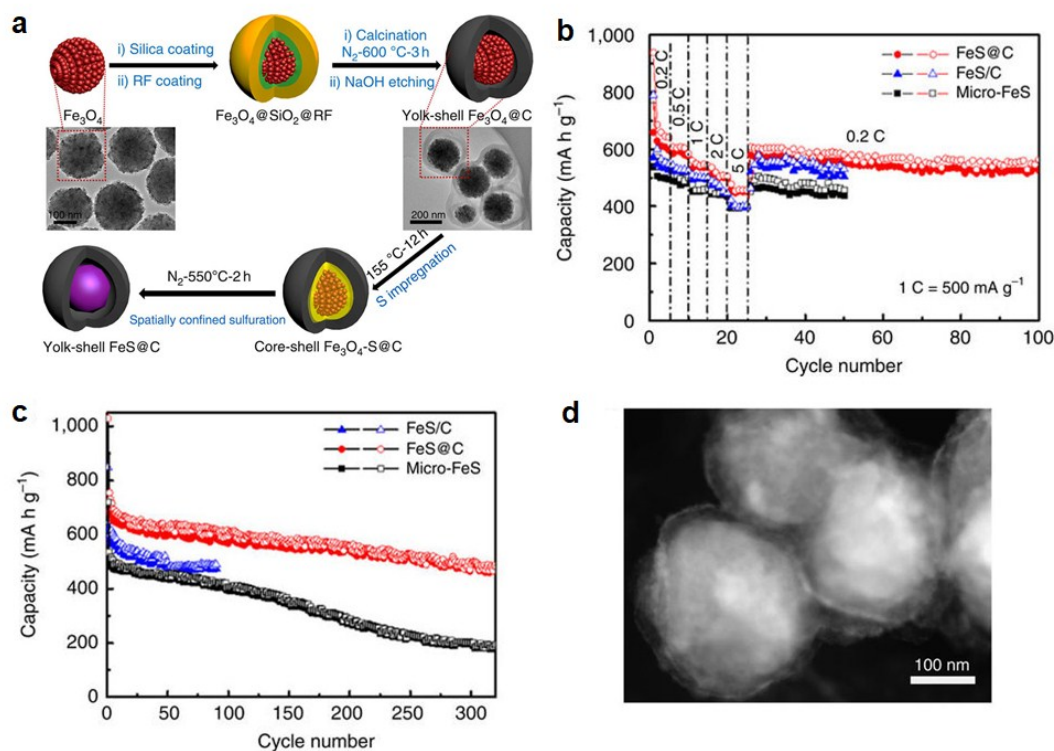 a
i) Silica coating
ii) RF coating
i) Calcination
N₂-600 °C-3 h
ii) NaOH etching
Fe₃O₄
Fe₃O₄@SiO₂@RF
Yolk-shell Fe₃O₄@C
100 nm
200 nm
155 °C-12 h
S impregnation
N₂-550°C-2 h
Spatially confined sulfuration
Yolk-shell FeS@C
Core-shell Fe₃O₄-S@C
b
Capacity (mA h g⁻¹)
1,000
800
600
400
200
0
0.2 C
0.5 C
1 C
2 C
5 C
0.2 C
FeS@C
FeS/C
Micro-FeS
1 C = 500 mA g⁻¹
0 20 40 60 80 100
Cycle number
c
Capacity (mA h g⁻¹)
1,000
800
600
400
200
0
FeS/C
FeS@C
Micro-FeS
0 50 100 150 200 250 300
Cycle number
d
100 nm